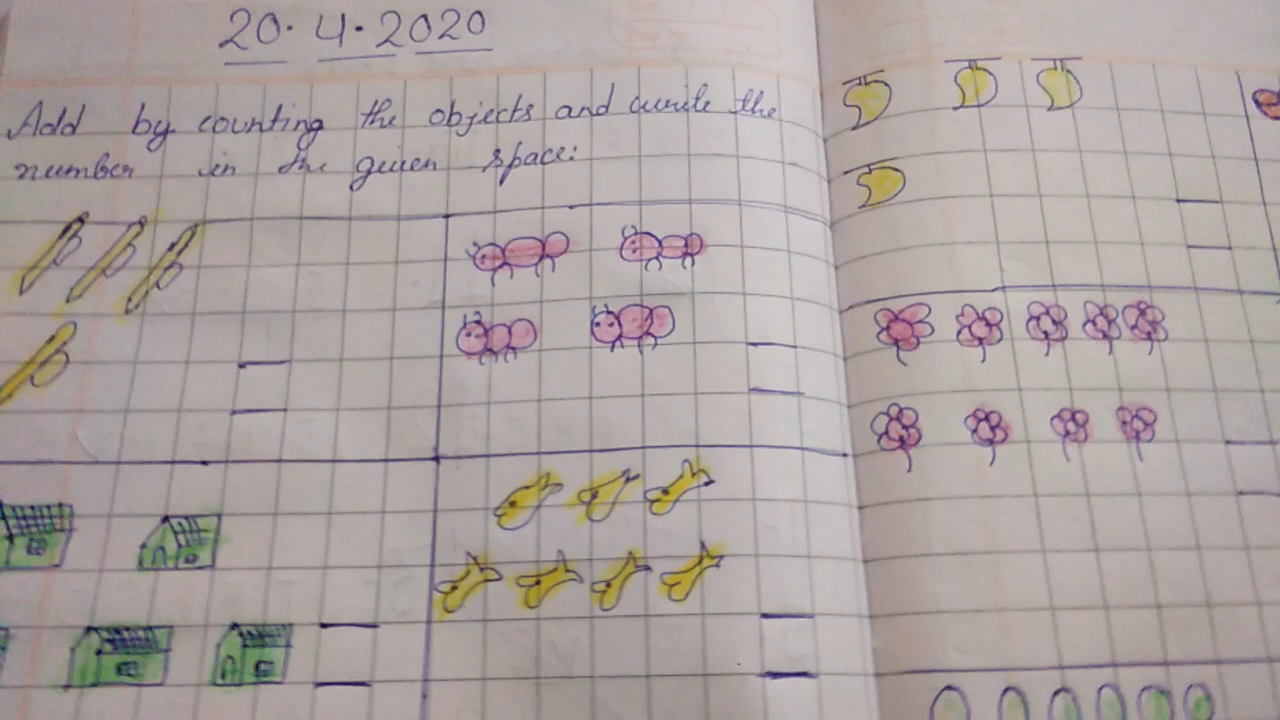 20.4.2020
Add by counting the objects and write the
number in the given space: